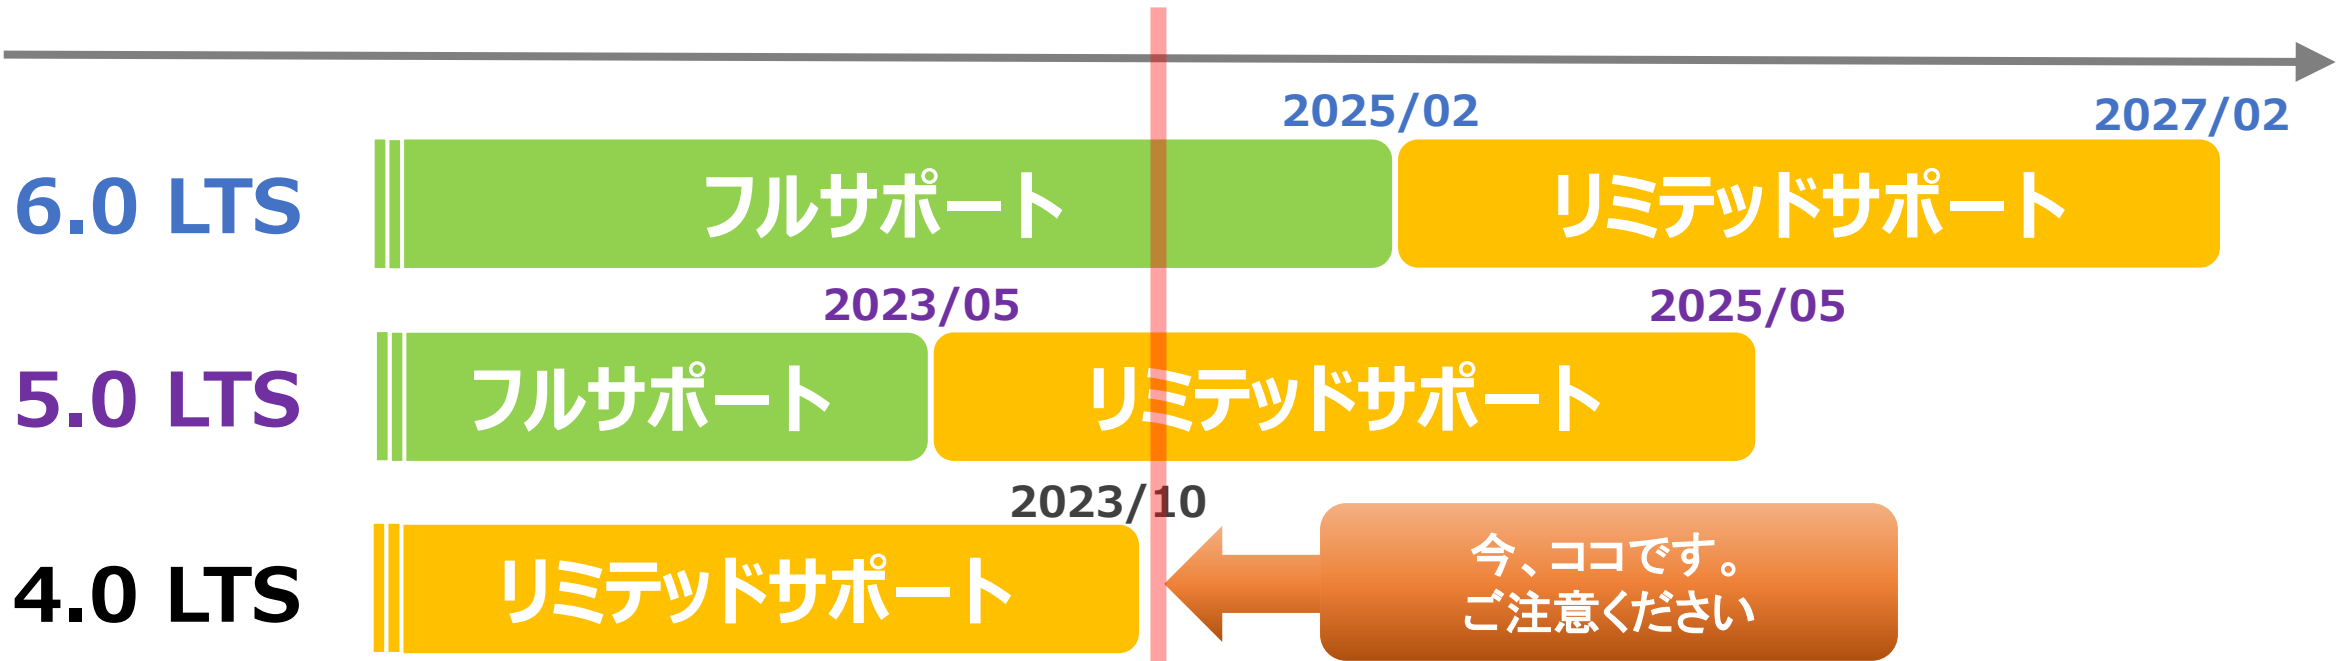 2025/02
2027/02
6.0 LTS
フルサポート
リミテッドサポート
2023/05
2025/05
5.0 LTS
フルサポート
リミテッドサポート
2023/10
4.0 LTS
リミテッドサポート
今、ココです。
ご注意ください